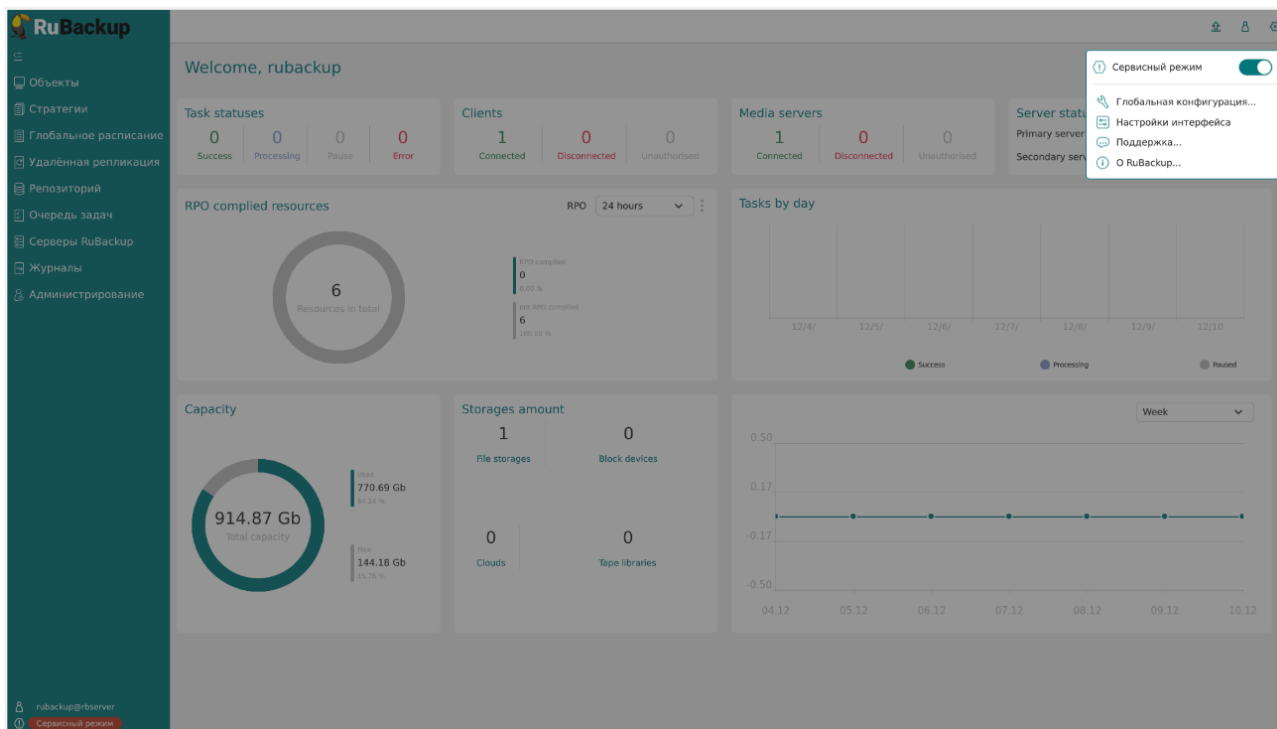 RuBackup
Объекты
Стратегии
Глобальное расписание
Удалённая репликация
Репозиторий
Очередь задач
Серверы RuBackup
Журналы
Администрирование
rubackup@rbserver
Сервисный режим
Welcome, rubackup
Сервисный режим
Глобальная конфигурация...
Настройки интерфейса
Поддержка...
О RuBackup...
Task statuses
0 0 0 0
Success Processing Pause Error
Clients
1 0 0
Connected Disconnected Unauthorised
Media servers
1 0 0
Connected Disconnected Unauthorised
Server
Primary server
Secondary
RPO complied resources
RPO 24 hours
6
Resources in total
RPO complied
0
0.00 %
not RPO complied
6
100.00 %
Tasks by day
12/4/ 12/5/ 12/6/ 12/7/ 12/8/ 12/9/ 12/10
Success Processing Paused
Capacity
914.87 Gb
Total capacity
Used
770.69 Gb
84.24 %
Free
144.18 Gb
15.76 %
Storages amount
1 0
File storages Block devices
0 0
Clouds Tape libraries
Week
0.50
0.17
-0.17
-0.50
04.12 05.12 06.12 07.12 08.12 09.12 10.12